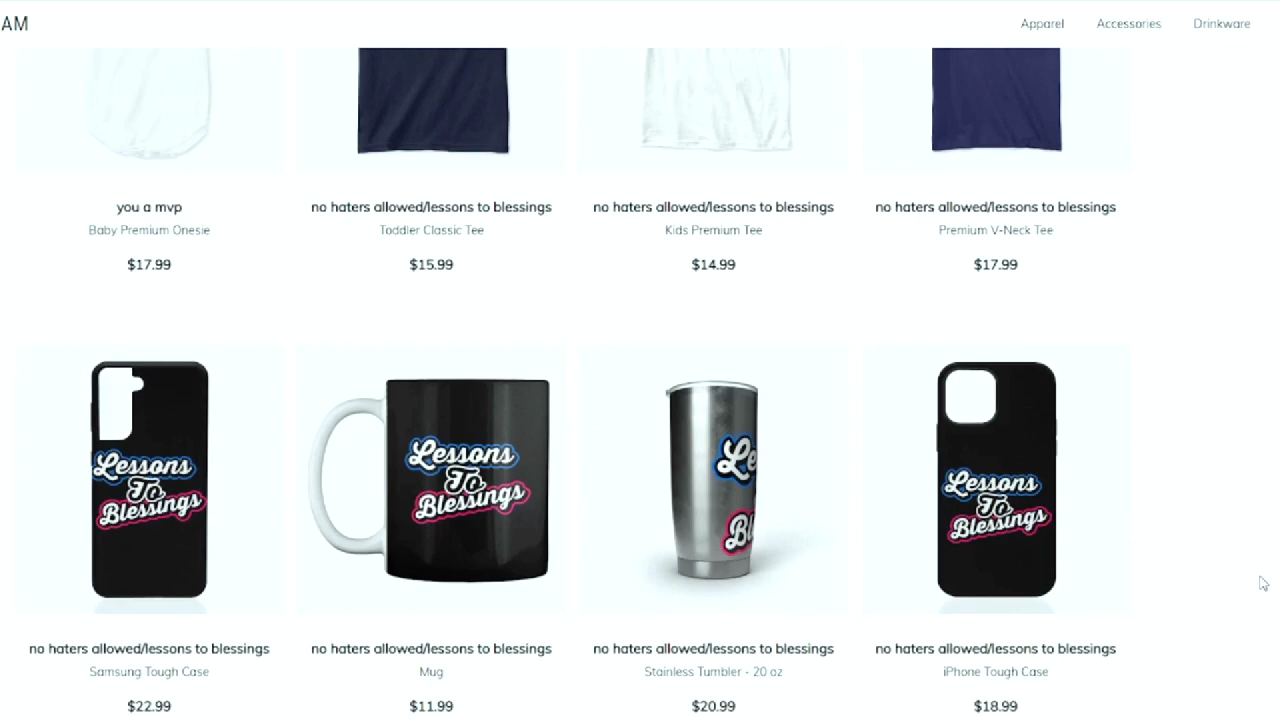 AM
Apparel Accessories Drinkware
you a mvp
Baby Premium Onesie
$17.99
no haters allowed/lessons to blessings
Toddler Classic Tee
$15.99
no haters allowed/lessons to blessings
Kids Premium Tee
$14.99
no haters allowed/lessons to blessings
Premium V-Neck Tee
$17.99
Lessons
To
Blessings
no haters allowed/lessons to blessings
Samsung Tough Case
$22.99
Lessons
To
Blessings
no haters allowed/lessons to blessings
Mug
$11.99
Le
Bl
no haters allowed/lessons to blessings
Stainless Tumbler - 20 oz
$20.99
Lessons
To
Blessings
no haters allowed/lessons to blessings
iPhone Tough Case
$18.99